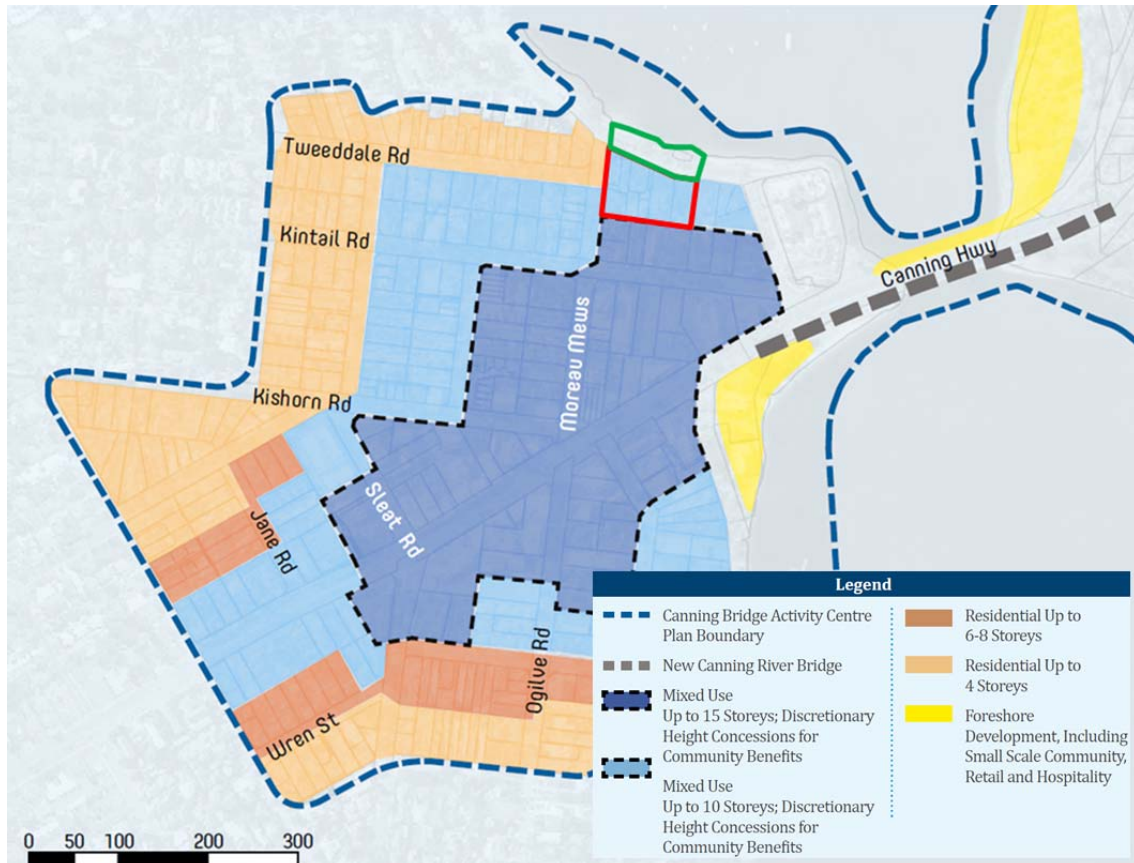 Tweeddale Rd
Kintail Rd
Canning Hwy
Moreau Mews
Kishorn Rd
Sleat Rd
Jane Rd
Ogilve Rd
Wren St
0 50 100 200 300
Legend
Canning Bridge Activity Centre
Plan Boundary
New Canning River Bridge
Mixed Use
Up to 15 Storeys; Discretionary
Height Concessions for
Community Benefits
Mixed Use
Up to 10 Storeys; Discretionary
Height Concessions for
Community Benefits
Residential Up to
6-8 Storeys
Residential Up to
4 Storeys
Foreshore
Development, Including
Small Scale Community,
Retail and Hospitality